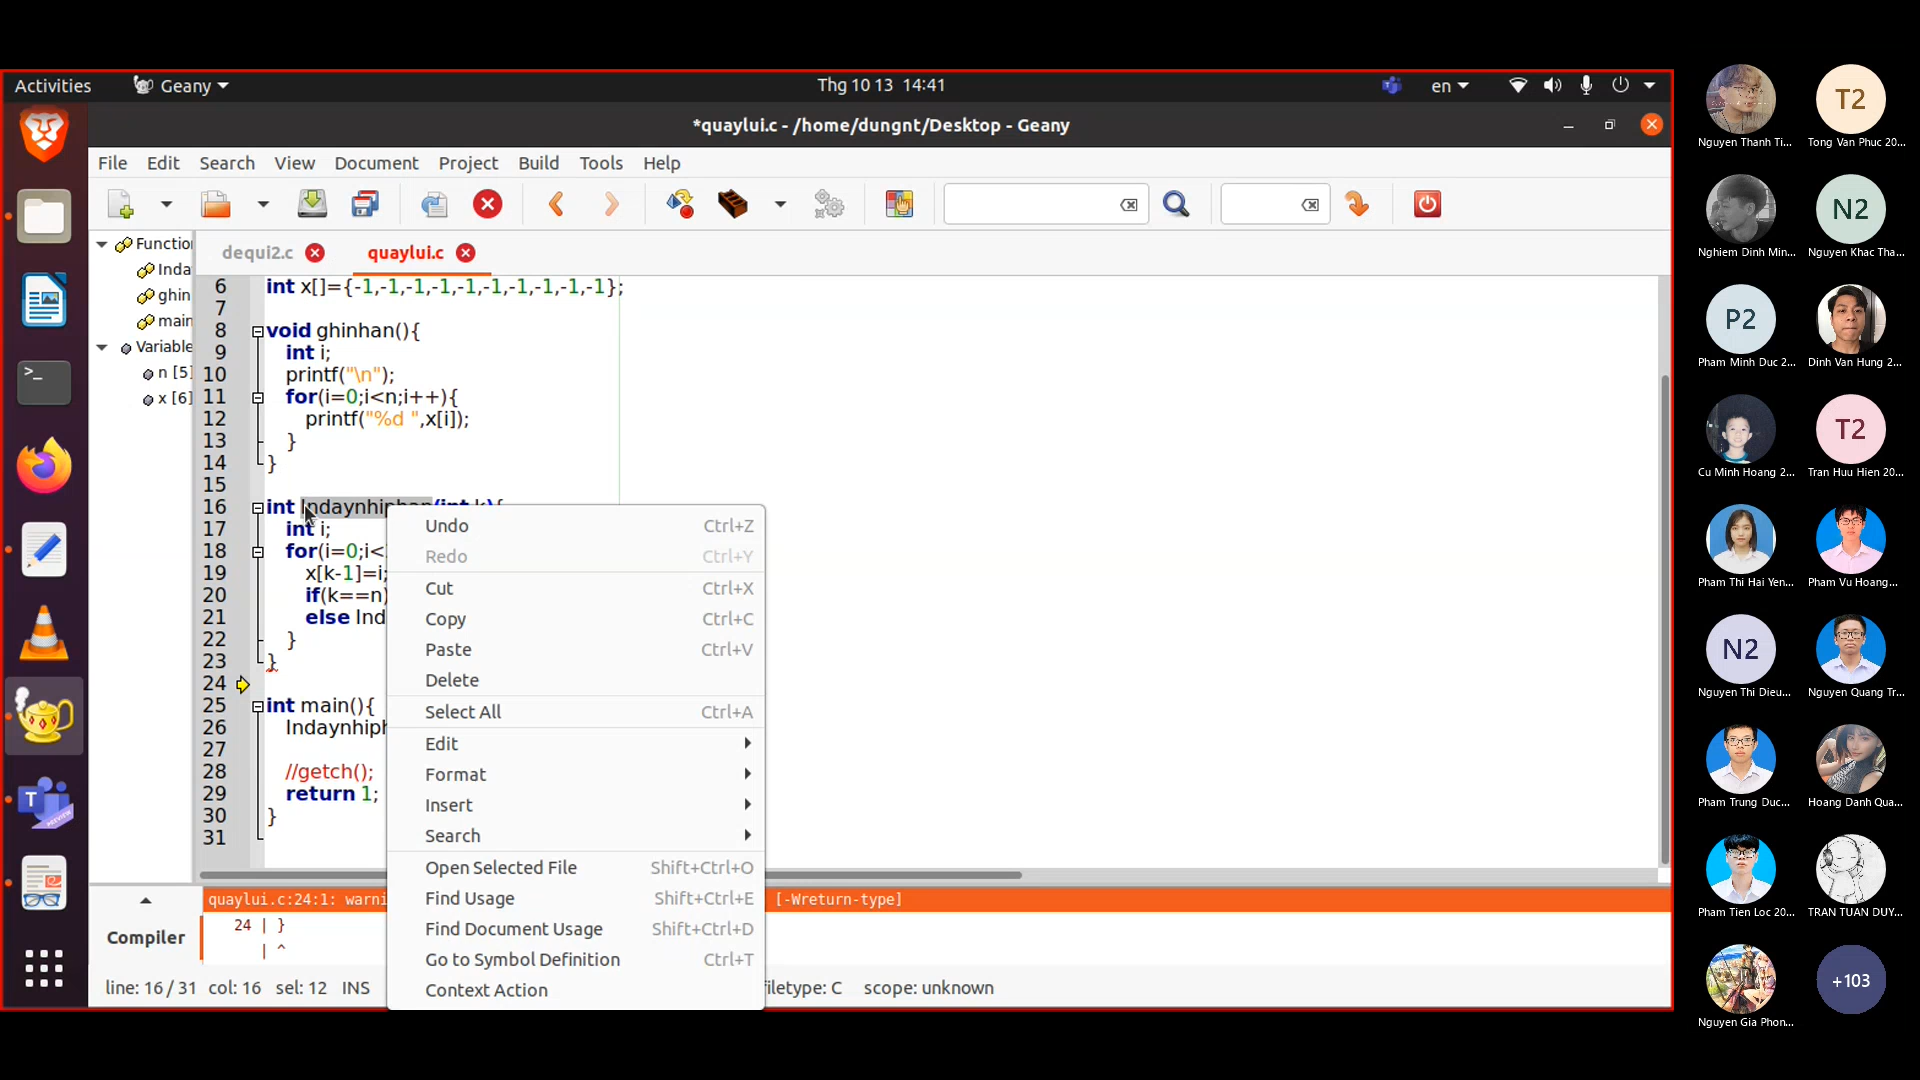 Activities
Geany
Thg 10 13 14:41
en
*quaylui.c - /home/dungnt/Desktop - Geany
File Edit Search View Document Project Build Tools Help
Functio
Inda
ghin
main
Variable
n [5]
x [6]
dequi2.c
quaylui.c
6 int x[]={-1,-1,-1,-1,-1,-1,-1,-1,-1,-1};
7
8 void ghinhan(){
9 int i;
10 printf("\n");
11 for(i=0;i<n;i++){
12 printf("%d ",x[i]);
13 }
14 }
15
16 int Indaynhiphan(int k){
17 int i;
18 for(i=0;i<
19 x[k-1]=i;
20 if(k==n)
21 else Ind
22 }
23 }
24
25 int main(){
26 Indaynhiph
27
28 //getch();
29 return 1;
30 }
31
Undo Ctrl+Z
Redo Ctrl+Y
Cut Ctrl+X
Copy Ctrl+C
Paste Ctrl+V
Delete
Select All Ctrl+A
Edit
Format
Insert
Search
Open Selected File Shift+Ctrl+O
Find Usage Shift+Ctrl+E
Find Document Usage Shift+Ctrl+D
Go to Symbol Definition Ctrl+T
Context Action
Compiler
quaylui.c:24:1: warni
[-Wreturn-type]
24 | }
| ^
line: 16 / 31 col: 16 sel: 12 INS
filetype: C scope: unknown
T2
Nguyen Thanh Ti... Tong Van Phuc 20...
N2
Nghiem Dinh Min... Nguyen Khac Tha...
P2
Pham Minh Duc 2... Dinh Van Hung 2...
T2
Cu Minh Hoang 2... Tran Huu Hien 20...
Pham Thi Hai Yen... Pham Vu Hoang...
N2
Nguyen Thi Dieu... Nguyen Quang Tr...
Pham Trung Duc... Hoang Danh Qua...
Pham Tien Loc 20... TRAN TUAN DUY...
+103
Nguyen Gia Phon...